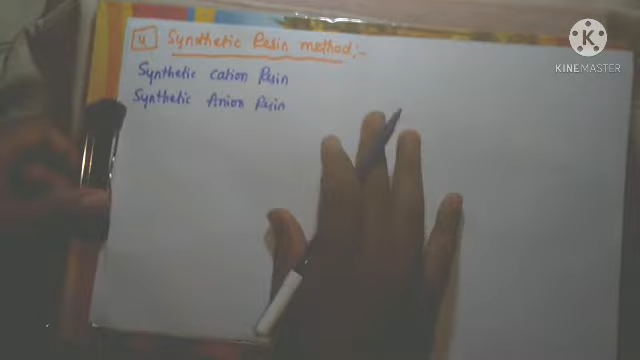 4 Synthetic Resin method:-
Synthetic Cation Resin
Synthetic Anion Resin
K
KINEMASTER